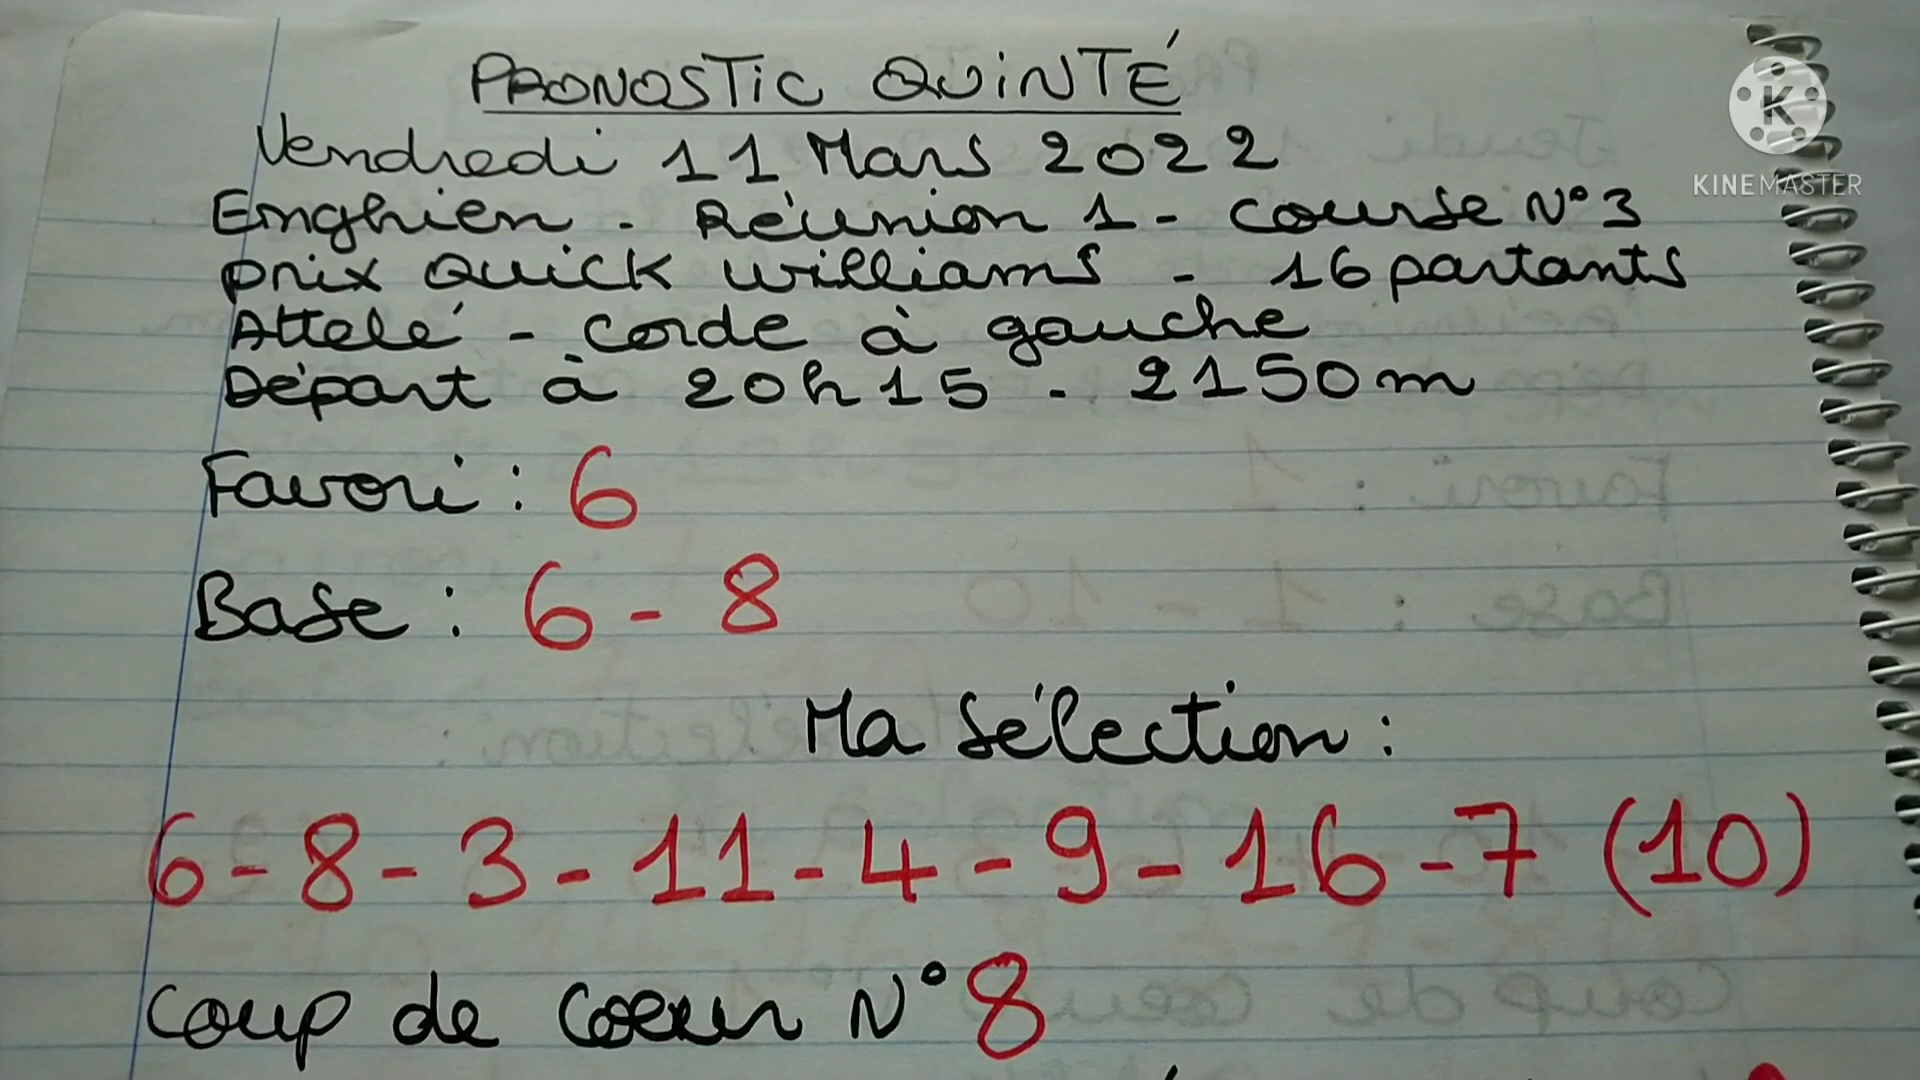 PRONOSTIC QUINTÉ
Vendredi 11 Mars 2022
Enghien - Réunion 1 - Course N°3
prix Quick Williams - 16 partants
Attelé - Corde à gauche
Départ à 20h15 - 2150m
Favori : 6
Base : 6 - 8
Ma Sélection :
6 - 8 - 3 - 11 - 4 - 9 - 16 - 7 (10)
Coup de Coeur N° 8
K
KINEMASTER